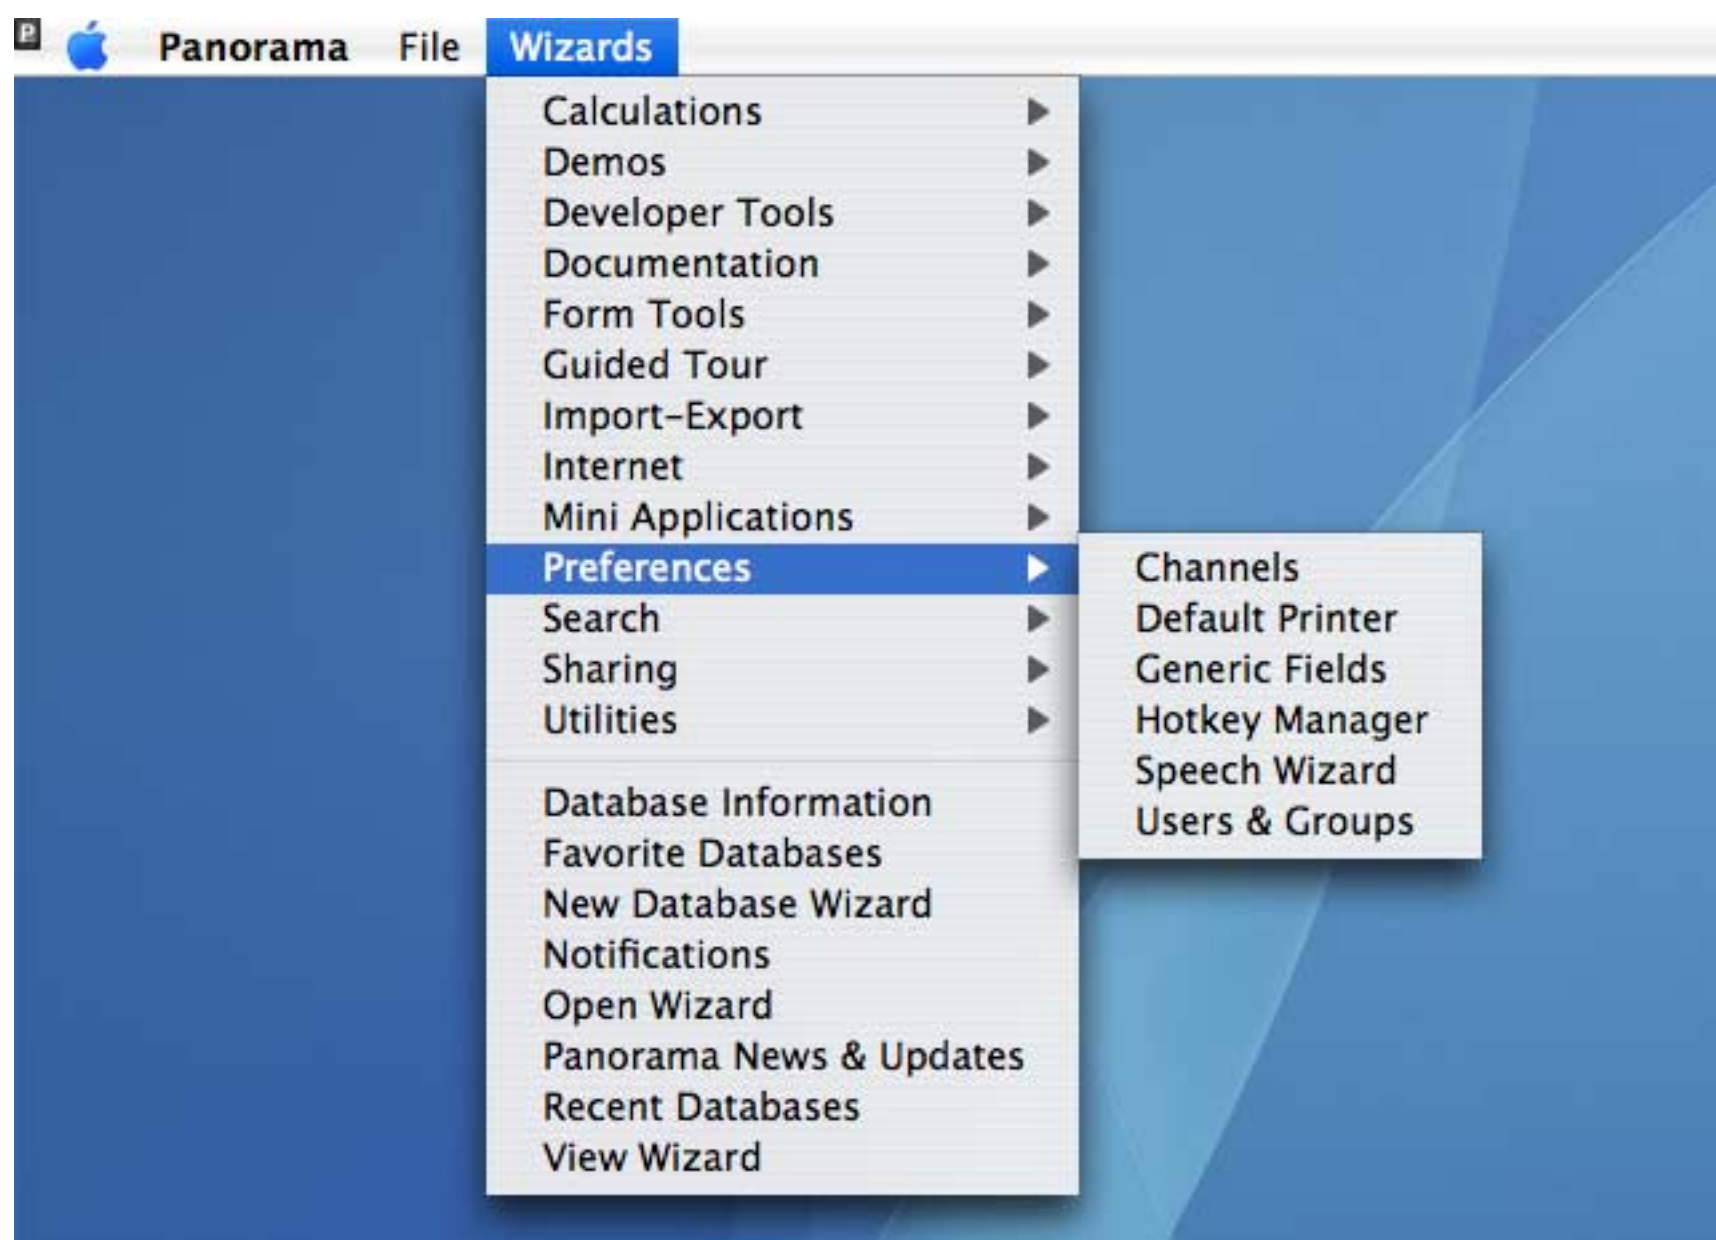 P
Panorama File Wizards
Calculations
Demos
Developer Tools
Documentation
Form Tools
Guided Tour
Import-Export
Internet
Mini Applications
Preferences
Search
Sharing
Utilities
Database Information
Favorite Databases
New Database Wizard
Notifications
Open Wizard
Panorama News & Updates
Recent Databases
View Wizard
Channels
Default Printer
Generic Fields
Hotkey Manager
Speech Wizard
Users & Groups